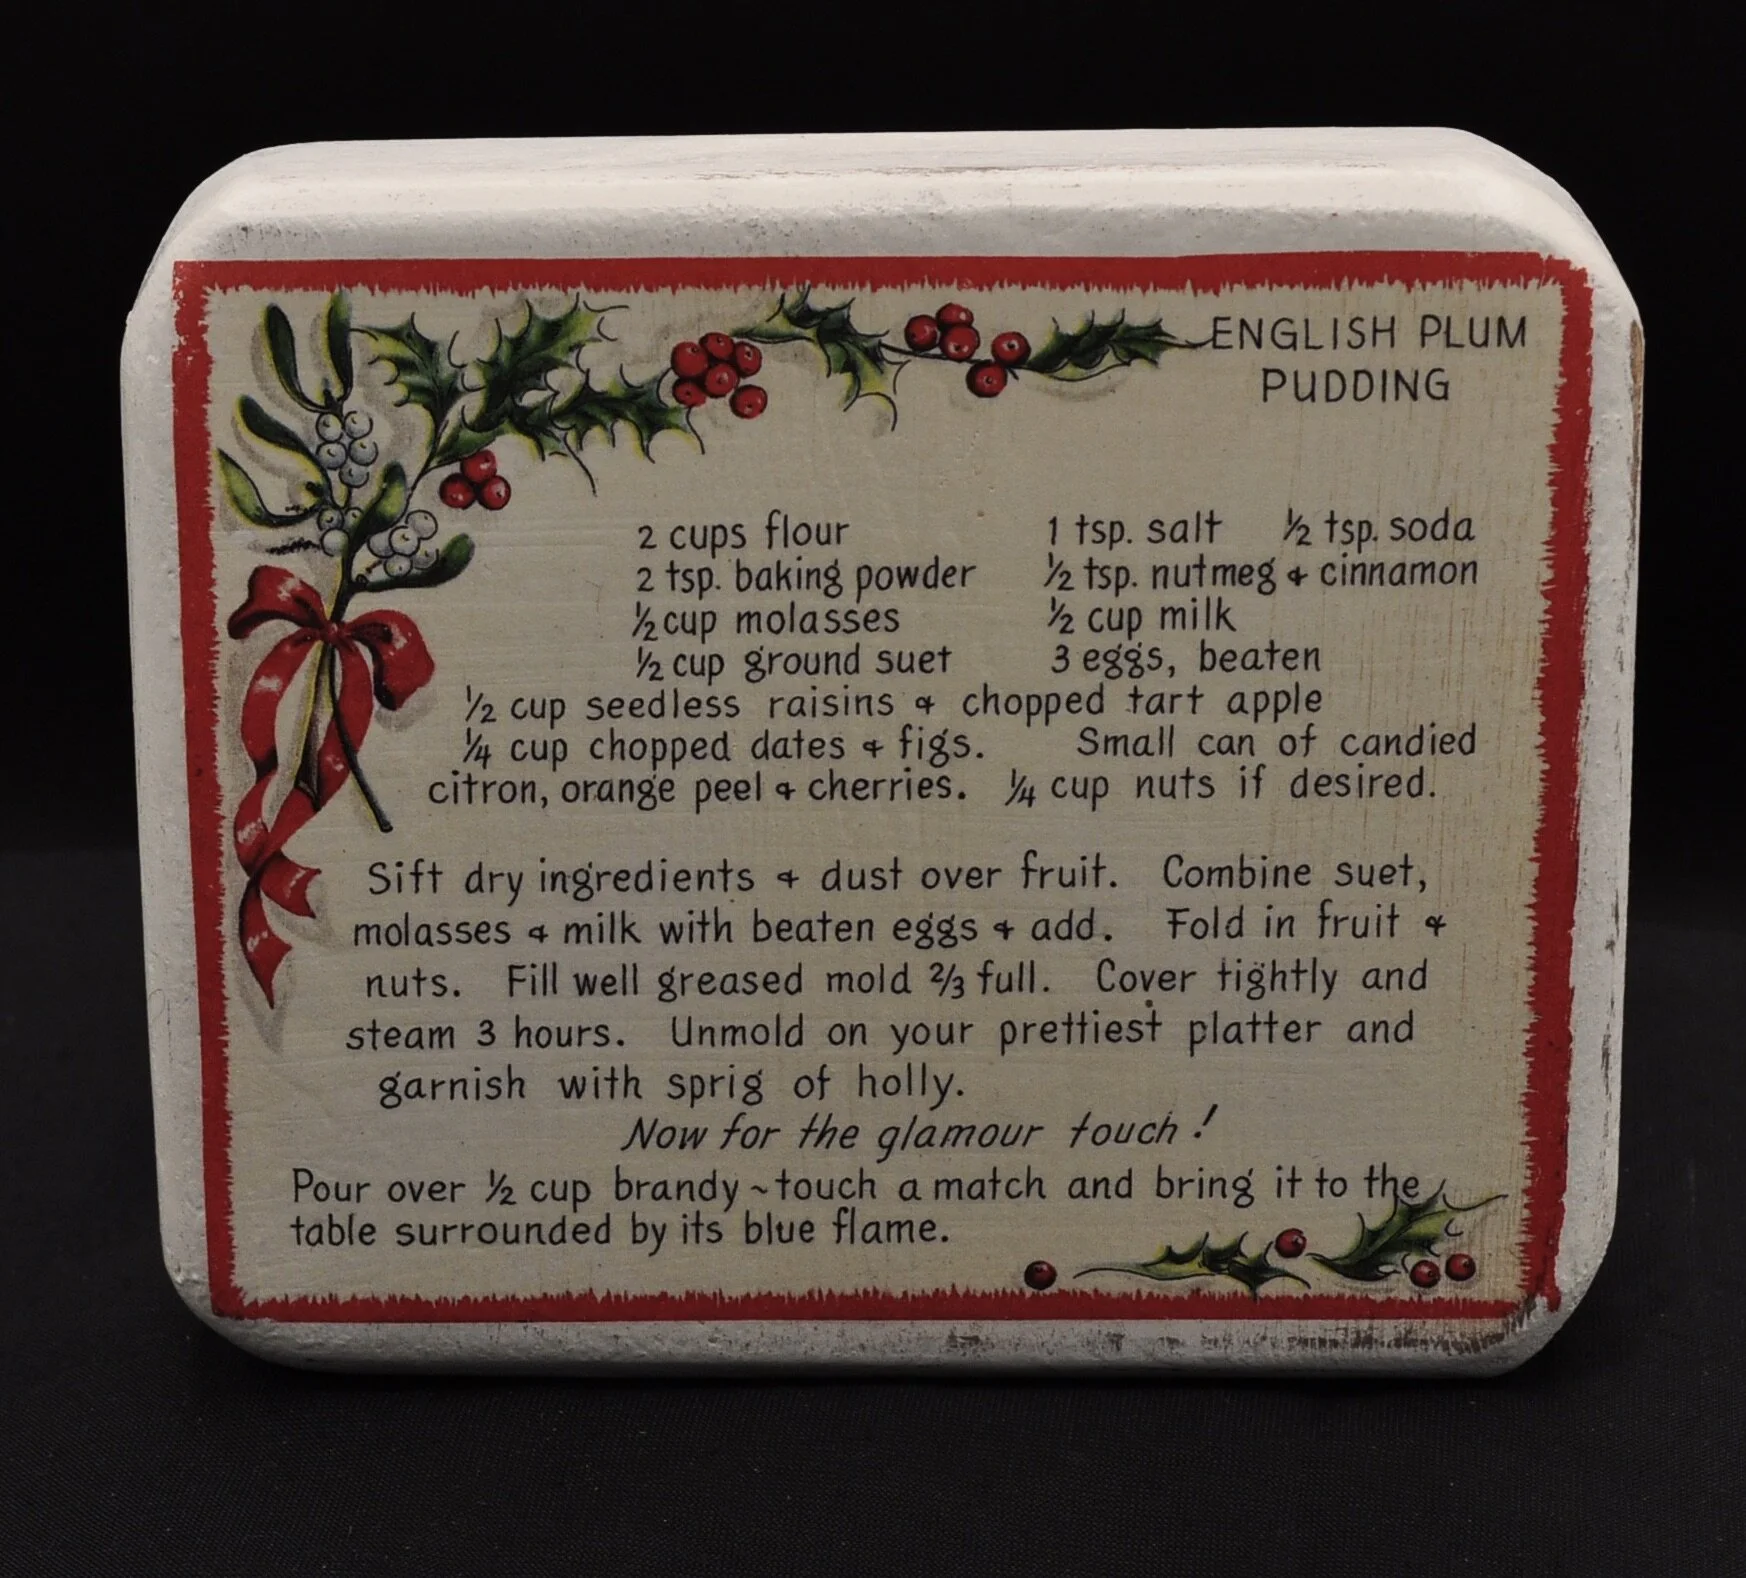 ENGLISH PLUM
PUDDING
2 cups flour 1 tsp. salt ½ tsp. soda
2 tsp. baking powder ½ tsp. nutmeg & cinnamon
½ cup molasses ½ cup milk
½ cup ground suet 3 eggs, beaten
½ cup seedless raisins & chopped tart apple
¼ cup chopped dates & figs. Small can of candied
citron, orange peel & cherries. ¼ cup nuts if desired.
Sift dry ingredients & dust over fruit. Combine suet,
molasses & milk with beaten eggs & add. Fold in fruit &
nuts. Fill well greased mold ⅔ full. Cover tightly and
steam 3 hours. Unmold on your prettiest platter and
garnish with sprig of holly.
Now for the glamour touch!
Pour over ½ cup brandy ~ touch a match and bring it to the
table surrounded by its blue flame.